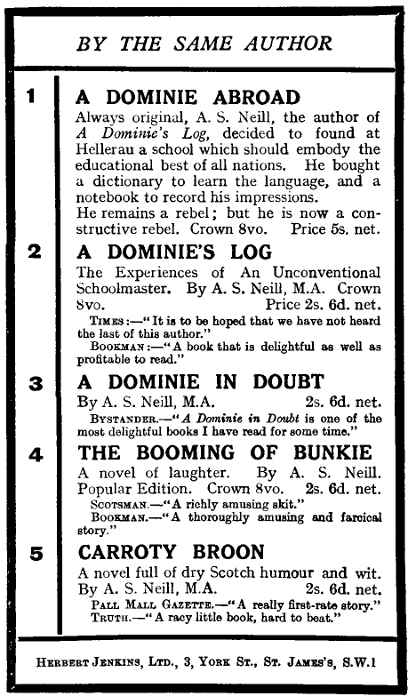 BY THE SAME AUTHOR
1 A DOMINIE ABROAD
Always original, A. S. Neill, the author of
A Dominie's Log, decided to found at
Hellerau a school which should embody the
educational best of all nations. He bought
a dictionary to learn the language, and a
notebook to record his impressions.
He remains a rebel; but he is now a con-
structive rebel. Crown 8vo. Price 5s. net.
2 A DOMINIE'S LOG
The Experiences of An Unconventional
Schoolmaster. By A. S. Neill, M.A. Crown
8vo. Price 2s. 6d. net.
TIMES:—"It is to be hoped that we have not heard
the last of this author."
BOOKMAN:—"A book that is delightful as well as
profitable to read."
3 A DOMINIE IN DOUBT
By A. S. Neill, M.A. 2s. 6d. net.
BYSTANDER.—"A Dominie in Doubt is one of the
most delightful books I have read for some time."
4 THE BOOMING OF BUNKIE
A novel of laughter. By A. S. Neill.
Popular Edition. Crown 8vo. 2s. 6d. net.
SCOTSMAN.—"A richly amusing skit."
BOOKMAN.—"A thoroughly amusing and farcical
story."
5 CARROTY BROON
A novel full of dry Scotch humour and wit.
By A. S. Neill, M.A. 2s. 6d. net.
PALL MALL GAZETTE.—"A really first-rate story."
TRUTH.—"A racy little book, hard to beat."
HERBERT JENKINS, LTD., 3, YORK ST., ST. JAMES'S, S.W.1